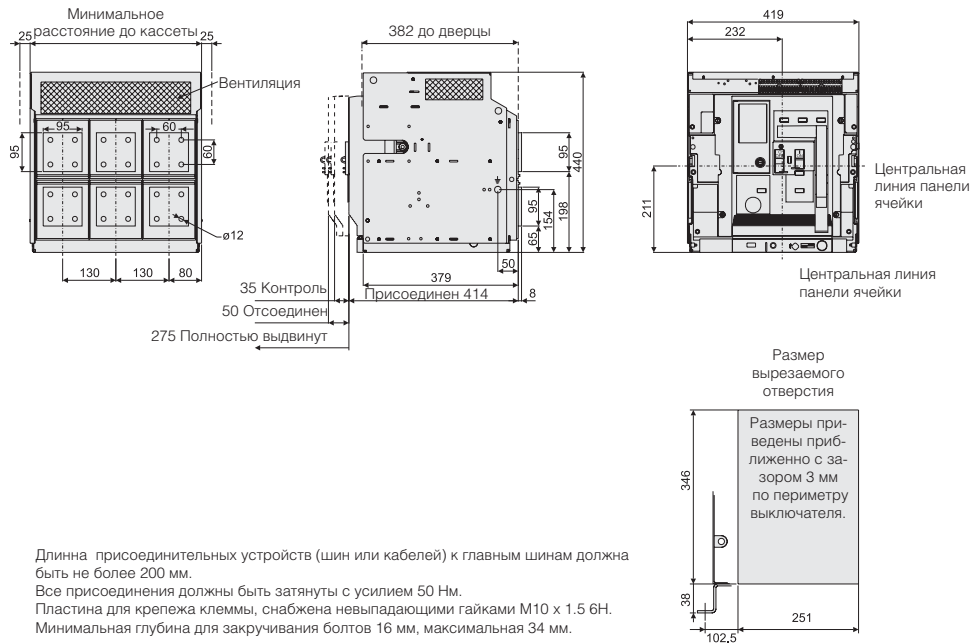 Минимальное
расстояние до кассеты
25
25
Вентиляция
95
60
95
60
ø12
130
130
80
382 до дверцы
95
440
95
154
198
65
50
379
35 Контроль
Присоединен 414
8
50 Отсоединен
275 Полностью выдвинут
419
232
211
Центральная
линия панели
ячейки
Центральная линия
панели ячейки
Размер
вырезаемого
отверстия
Размеры при-
ведены приб-
лиженно с за-
зором 3 мм
по периметру
выключателя.
346
38
102,5
251
Длинна присоединительных устройств (шин или кабелей) к главным шинам должна
быть не более 200 мм.
Все присоединения должны быть затянуты с усилием 50 Нм.
Пластина для крепежа клеммы, снабжена невыпадающими гайками М10 x 1.5 6Н.
Минимальная глубина для закручивания болтов 16 мм, максимальная 34 мм.